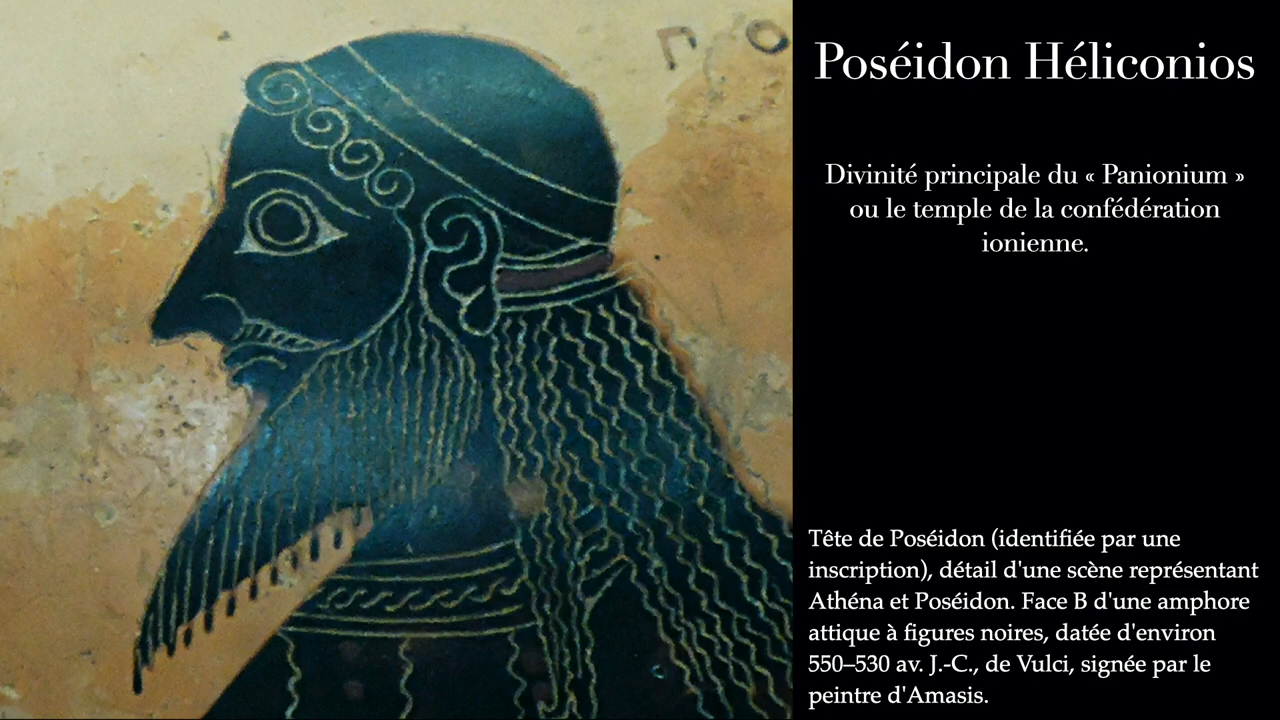 Π Ο
Poséidon Héliconios
Divinité principale du « Panionium »
ou le temple de la confédération
ionienne.
Tête de Poséidon (identifiée par une
inscription), détail d'une scène représentant
Athéna et Poséidon. Face B d'une amphore
attique à figures noires, datée d'environ
550–530 av. J.-C., de Vulci, signée par le
peintre d'Amasis.